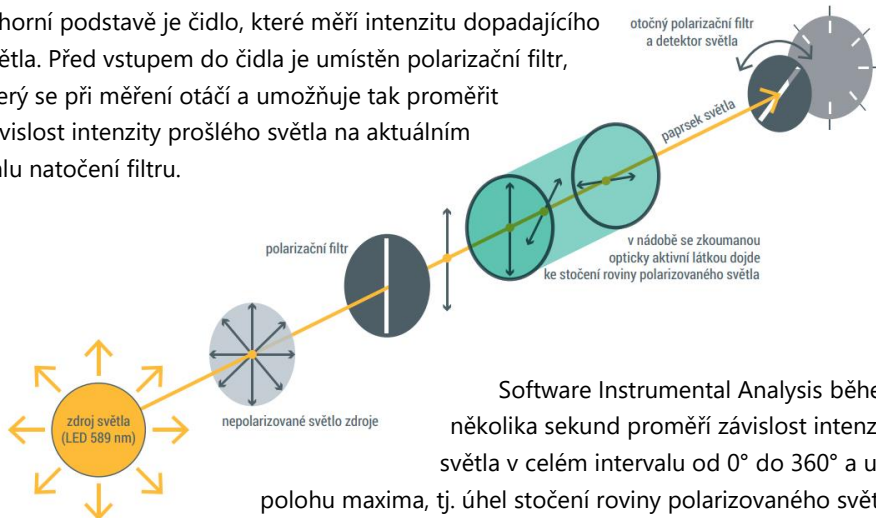 horní podstavě je čidlo, které měří intenzitu dopadajícího
větla. Před vstupem do čidla je umístěn polarizační filtr,
erý se při měření otáčí a umožňuje tak proměřit
ávislost intenzity prošlého světla na aktuálním
alu natočení filtru.
otočný polarizační filtr
a detektor světla
paprsek světla
polarizační filtr
v nádobě se zkoumanou
opticky aktivní látkou dojde
ke stočení roviny polarizovaného světla
zdroj světla
(LED 589 nm)
nepolarizované světlo zdroje
Software Instrumental Analysis běhe
několika sekund proměří závislost intenz
světla v celém intervalu od 0° do 360° a u
polohu maxima, tj. úhel stočení roviny polarizovaného svět